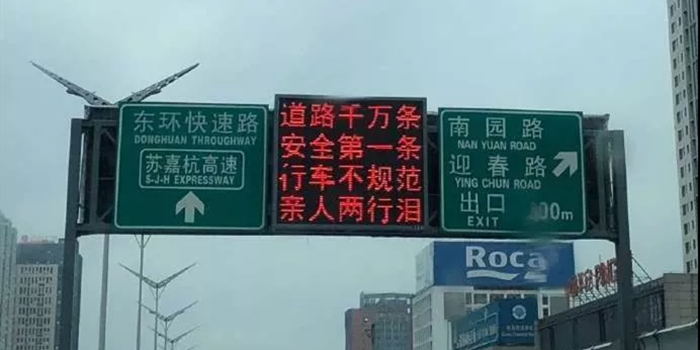 东环快速路
DONGHUAN THROUGHWAY
苏嘉杭高速
S-J-H EXPRESSWAY
道路千万条
安全第一条
行车不规范
亲人两行泪
南园路
NAN YUAN ROAD
迎春路
YING CHUN ROAD
出口
EXIT
00m
Roca